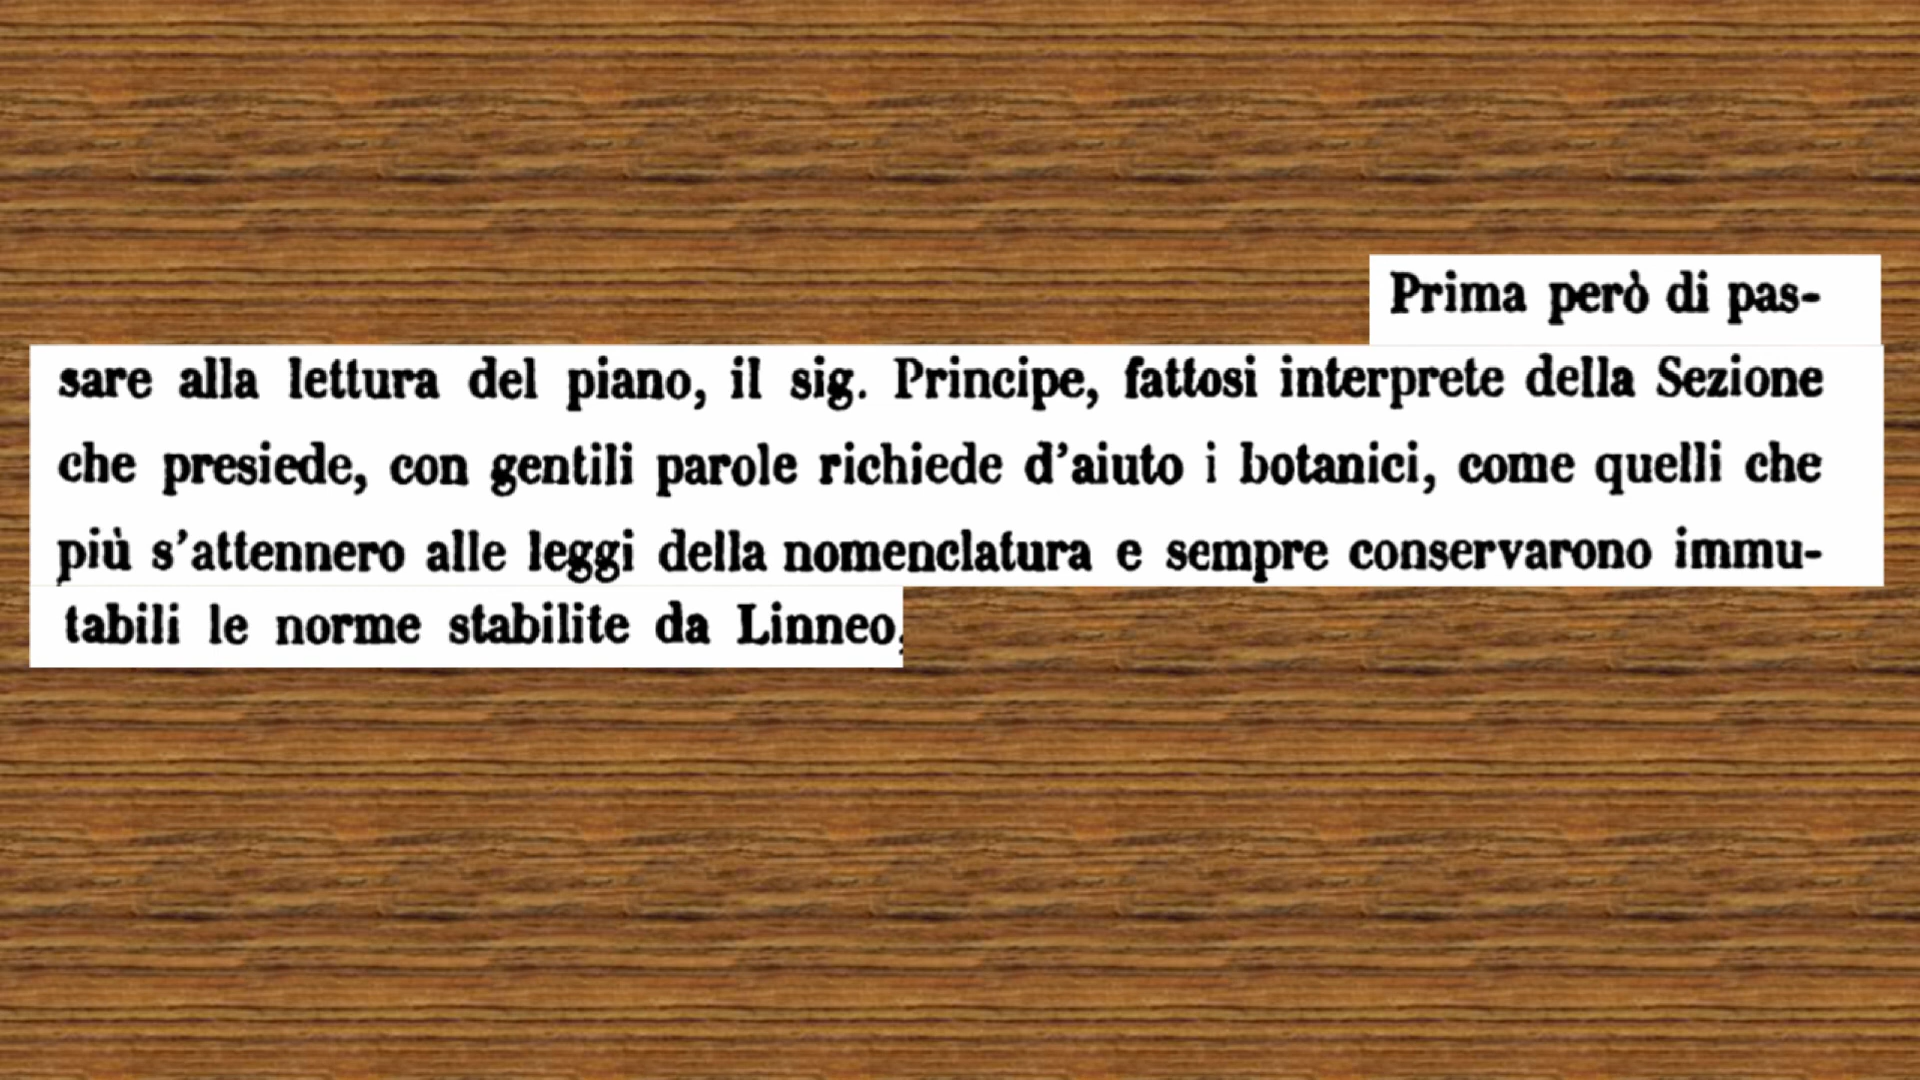 Prima però di pas-
sare alla lettura del piano, il sig. Principe, fattosi interprete della Sezione
che presiede, con gentili parole richiede d’aiuto i botanici, come quelli che
più s’attennero alle leggi della nomenclatura e sempre conservarono immu-
tabili le norme stabilite da Linneo,